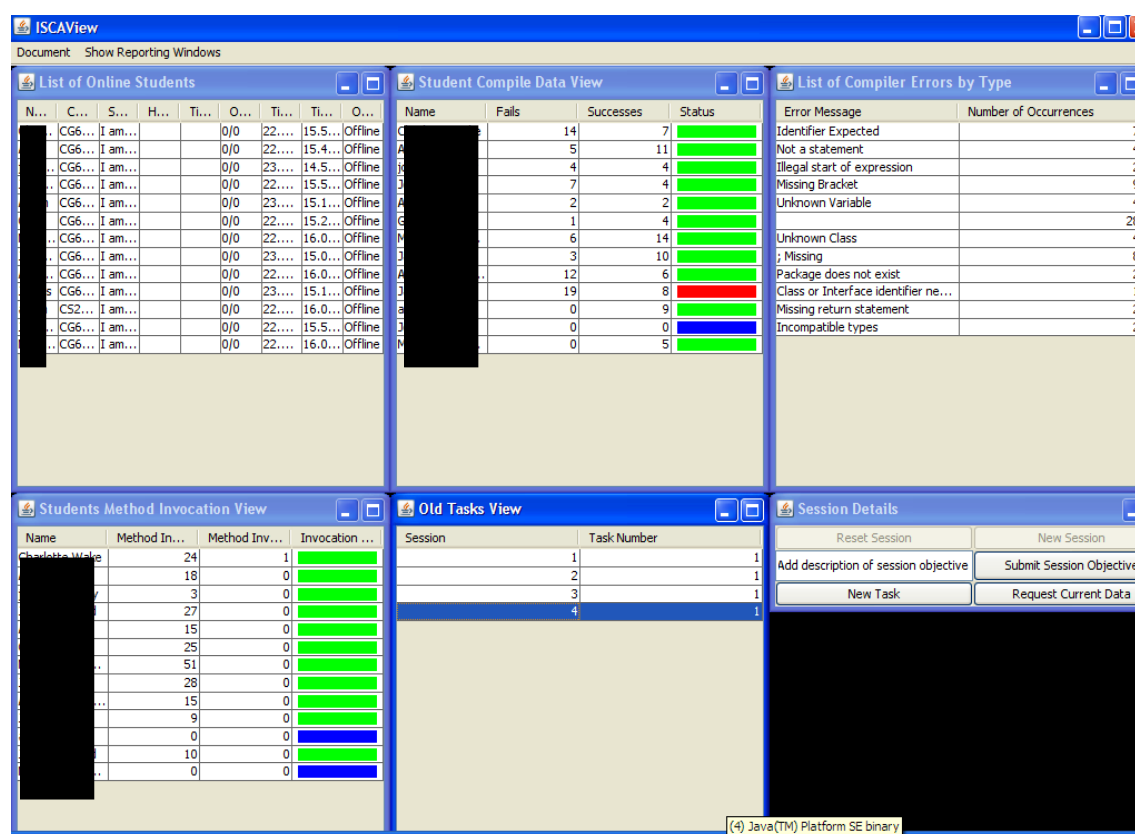 ISCAView
Document Show Reporting Windows
List of Online Students
N... C... S... H... Ti... O... Ti... Ti... O...
CG6... I am... 0/0 22.... 15.5... Offline
CG6... I am... 0/0 22.... 15.4... Offline
CG6... I am... 0/0 23.... 14.5... Offline
CG6... I am... 0/0 22.... 15.5... Offline
CG6... I am... 0/0 23.... 15.1... Offline
CG6... I am... 0/0 22.... 15.2... Offline
CG6... I am... 0/0 22.... 16.0... Offline
CG6... I am... 0/0 23.... 15.0... Offline
CG6... I am... 0/0 22.... 16.0... Offline
CG6... I am... 0/0 23.... 15.1... Offline
CS2... I am... 0/0 22.... 16.0... Offline
CG6... I am... 0/0 22.... 15.5... Offline
CG6... I am... 0/0 22.... 16.0... Offline
Student Compile Data View
Name Fails Successes Status
14 7
5 11
4 4
7 4
2 2
1 4
6 14
3 10
12 6
19 8
0 9
0 0
0 5
List of Compiler Errors by Type
Error Message Number of Occurrences
Identifier Expected
Not a statement
Illegal start of expression
Missing Bracket
Unknown Variable
Unknown Class
; Missing
Package does not exist
Class or Interface identifier ne...
Missing return statement
Incompatible types
Students Method Invocation View
Name Method In... Method Inv... Invocation ...
24 1
18 0
3 0
27 0
15 0
25 0
51 0
28 0
15 0
9 0
0 0
10 0
0 0
Old Tasks View
Session Task Number
1 1
2 1
3 1
4 1
Session Details
Reset Session New Session
Add description of session objective Submit Session Objective
New Task Request Current Data
(4) Java(TM) Platform SE binary